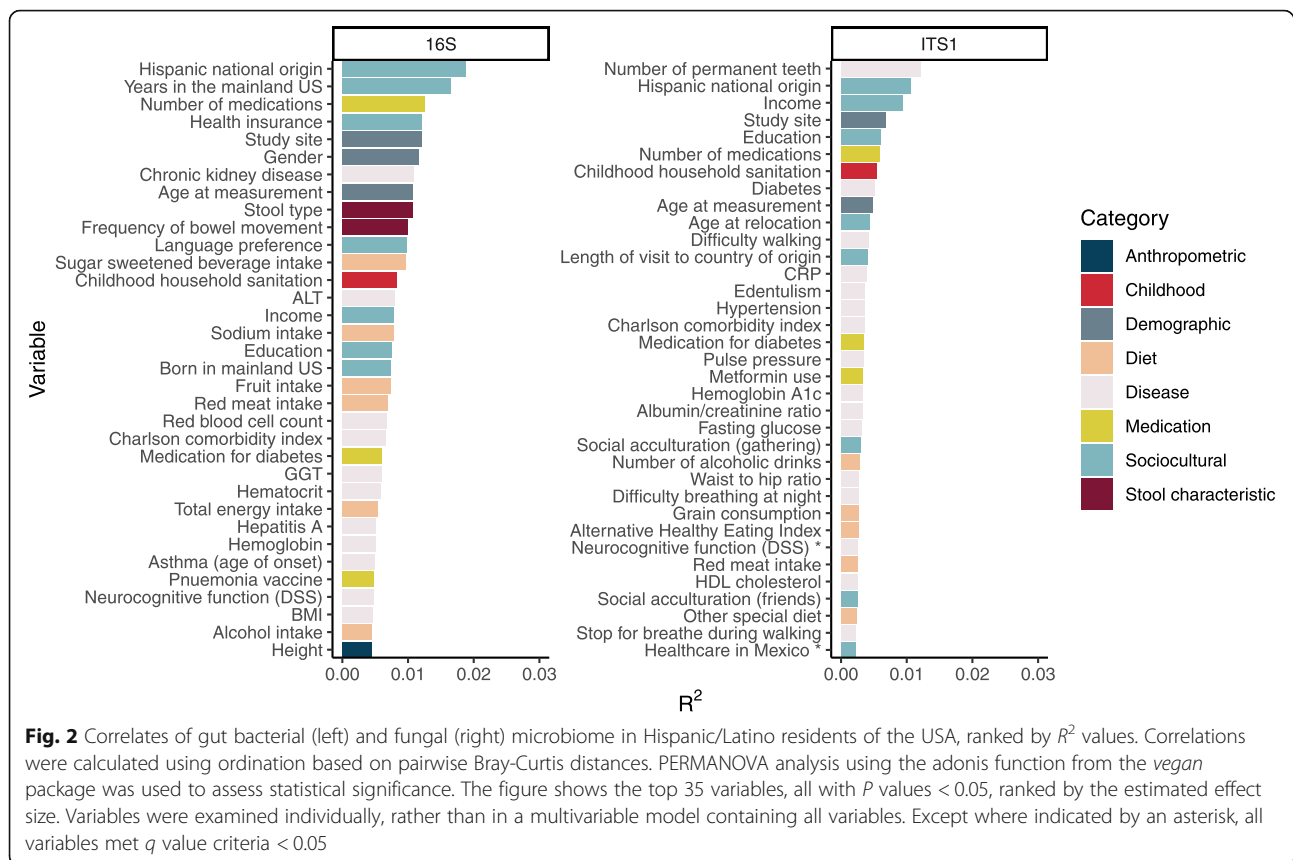 16S
ITS1
Variable
Hispanic national origin
Years in the mainland US
Number of medications
Health insurance
Study site
Gender
Chronic kidney disease
Age at measurement
Stool type
Frequency of bowel movement
Language preference
Sugar sweetened beverage intake
Childhood household sanitation
ALT
Income
Sodium intake
Education
Born in mainland US
Fruit intake
Red meat intake
Red blood cell count
Charlson comorbidity index
Medication for diabetes
GGT
Hematocrit
Total energy intake
Hepatitis A
Hemoglobin
Asthma (age of onset)
Pnuemonia vaccine
Neurocognitive function (DSS)
BMI
Alcohol intake
Height
0.00 0.01 0.02 0.03
Number of permanent teeth
Hispanic national origin
Income
Study site
Education
Number of medications
Childhood household sanitation
Diabetes
Age at measurement
Age at relocation
Difficulty walking
Length of visit to country of origin
CRP
Edentulism
Hypertension
Charlson comorbidity index
Medication for diabetes
Pulse pressure
Metformin use
Hemoglobin A1c
Albumin/creatinine ratio
Fasting glucose
Social acculturation (gathering)
Number of alcoholic drinks
Waist to hip ratio
Difficulty breathing at night
Grain consumption
Alternative Healthy Eating Index
Neurocognitive function (DSS) *
Red meat intake
HDL cholesterol
Social acculturation (friends)
Other special diet
Stop for breathe during walking
Healthcare in Mexico *
0.00 0.01 0.02 0.03
R²
Category
Anthropometric
Childhood
Demographic
Diet
Disease
Medication
Sociocultural
Stool characteristic
Fig. 2 Correlates of gut bacterial (left) and fungal (right) microbiome in Hispanic/Latino residents of the USA, ranked by R² values. Correlations
were calculated using ordination based on pairwise Bray-Curtis distances. PERMANOVA analysis using the adonis function from the vegan
package was used to assess statistical significance. The figure shows the top 35 variables, all with P values < 0.05, ranked by the estimated effect
size. Variables were examined individually, rather than in a multivariable model containing all variables. Except where indicated by an asterisk, all
variables met q value criteria < 0.05